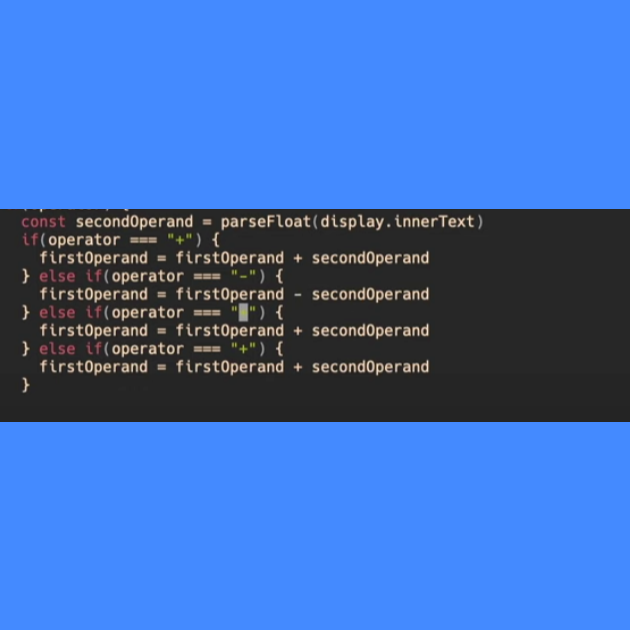 const secondOperand = parseFloat(display.innerText)
if(operator === "+") {
firstOperand = firstOperand + secondOperand
} else if(operator === "-") {
firstOperand = firstOperand - secondOperand
} else if(operator === "") {
firstOperand = firstOperand + secondOperand
} else if(operator === "+") {
firstOperand = firstOperand + secondOperand
}